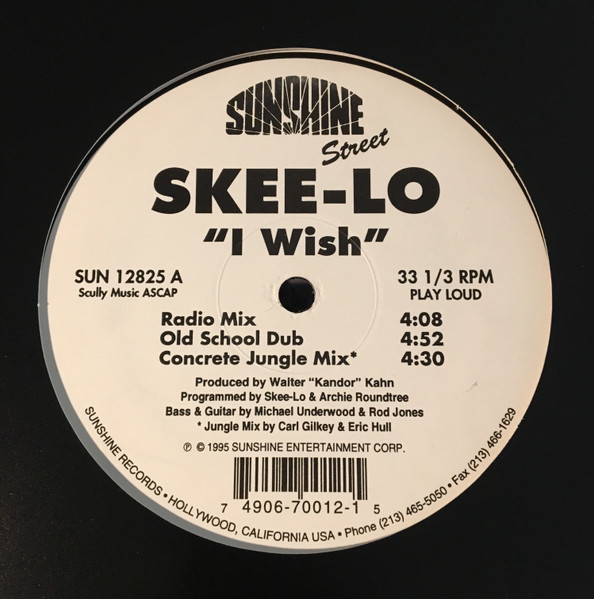 SUNSHINE
Street
SKEE-LO
"I Wish"
SUN 12825 A
Scully Music ASCAP
33 1/3 RPM
PLAY LOUD
Radio Mix 4:08
Old School Dub 4:52
Concrete Jungle Mix* 4:30
Produced by Walter "Kandor" Kahn
Programmed by Skee-Lo & Archie Roundtree
Bass & Guitar by Michael Underwood & Rod Jones
* Jungle Mix by Carl Gilkey & Eric Hull
℗ © 1995 SUNSHINE ENTERTAINMENT CORP.
7 4906-70012-1 5
SUNSHINE RECORDS • HOLLYWOOD, CALIFORNIA USA • Phone (213) 465-5050 • Fax (213) 466-1629